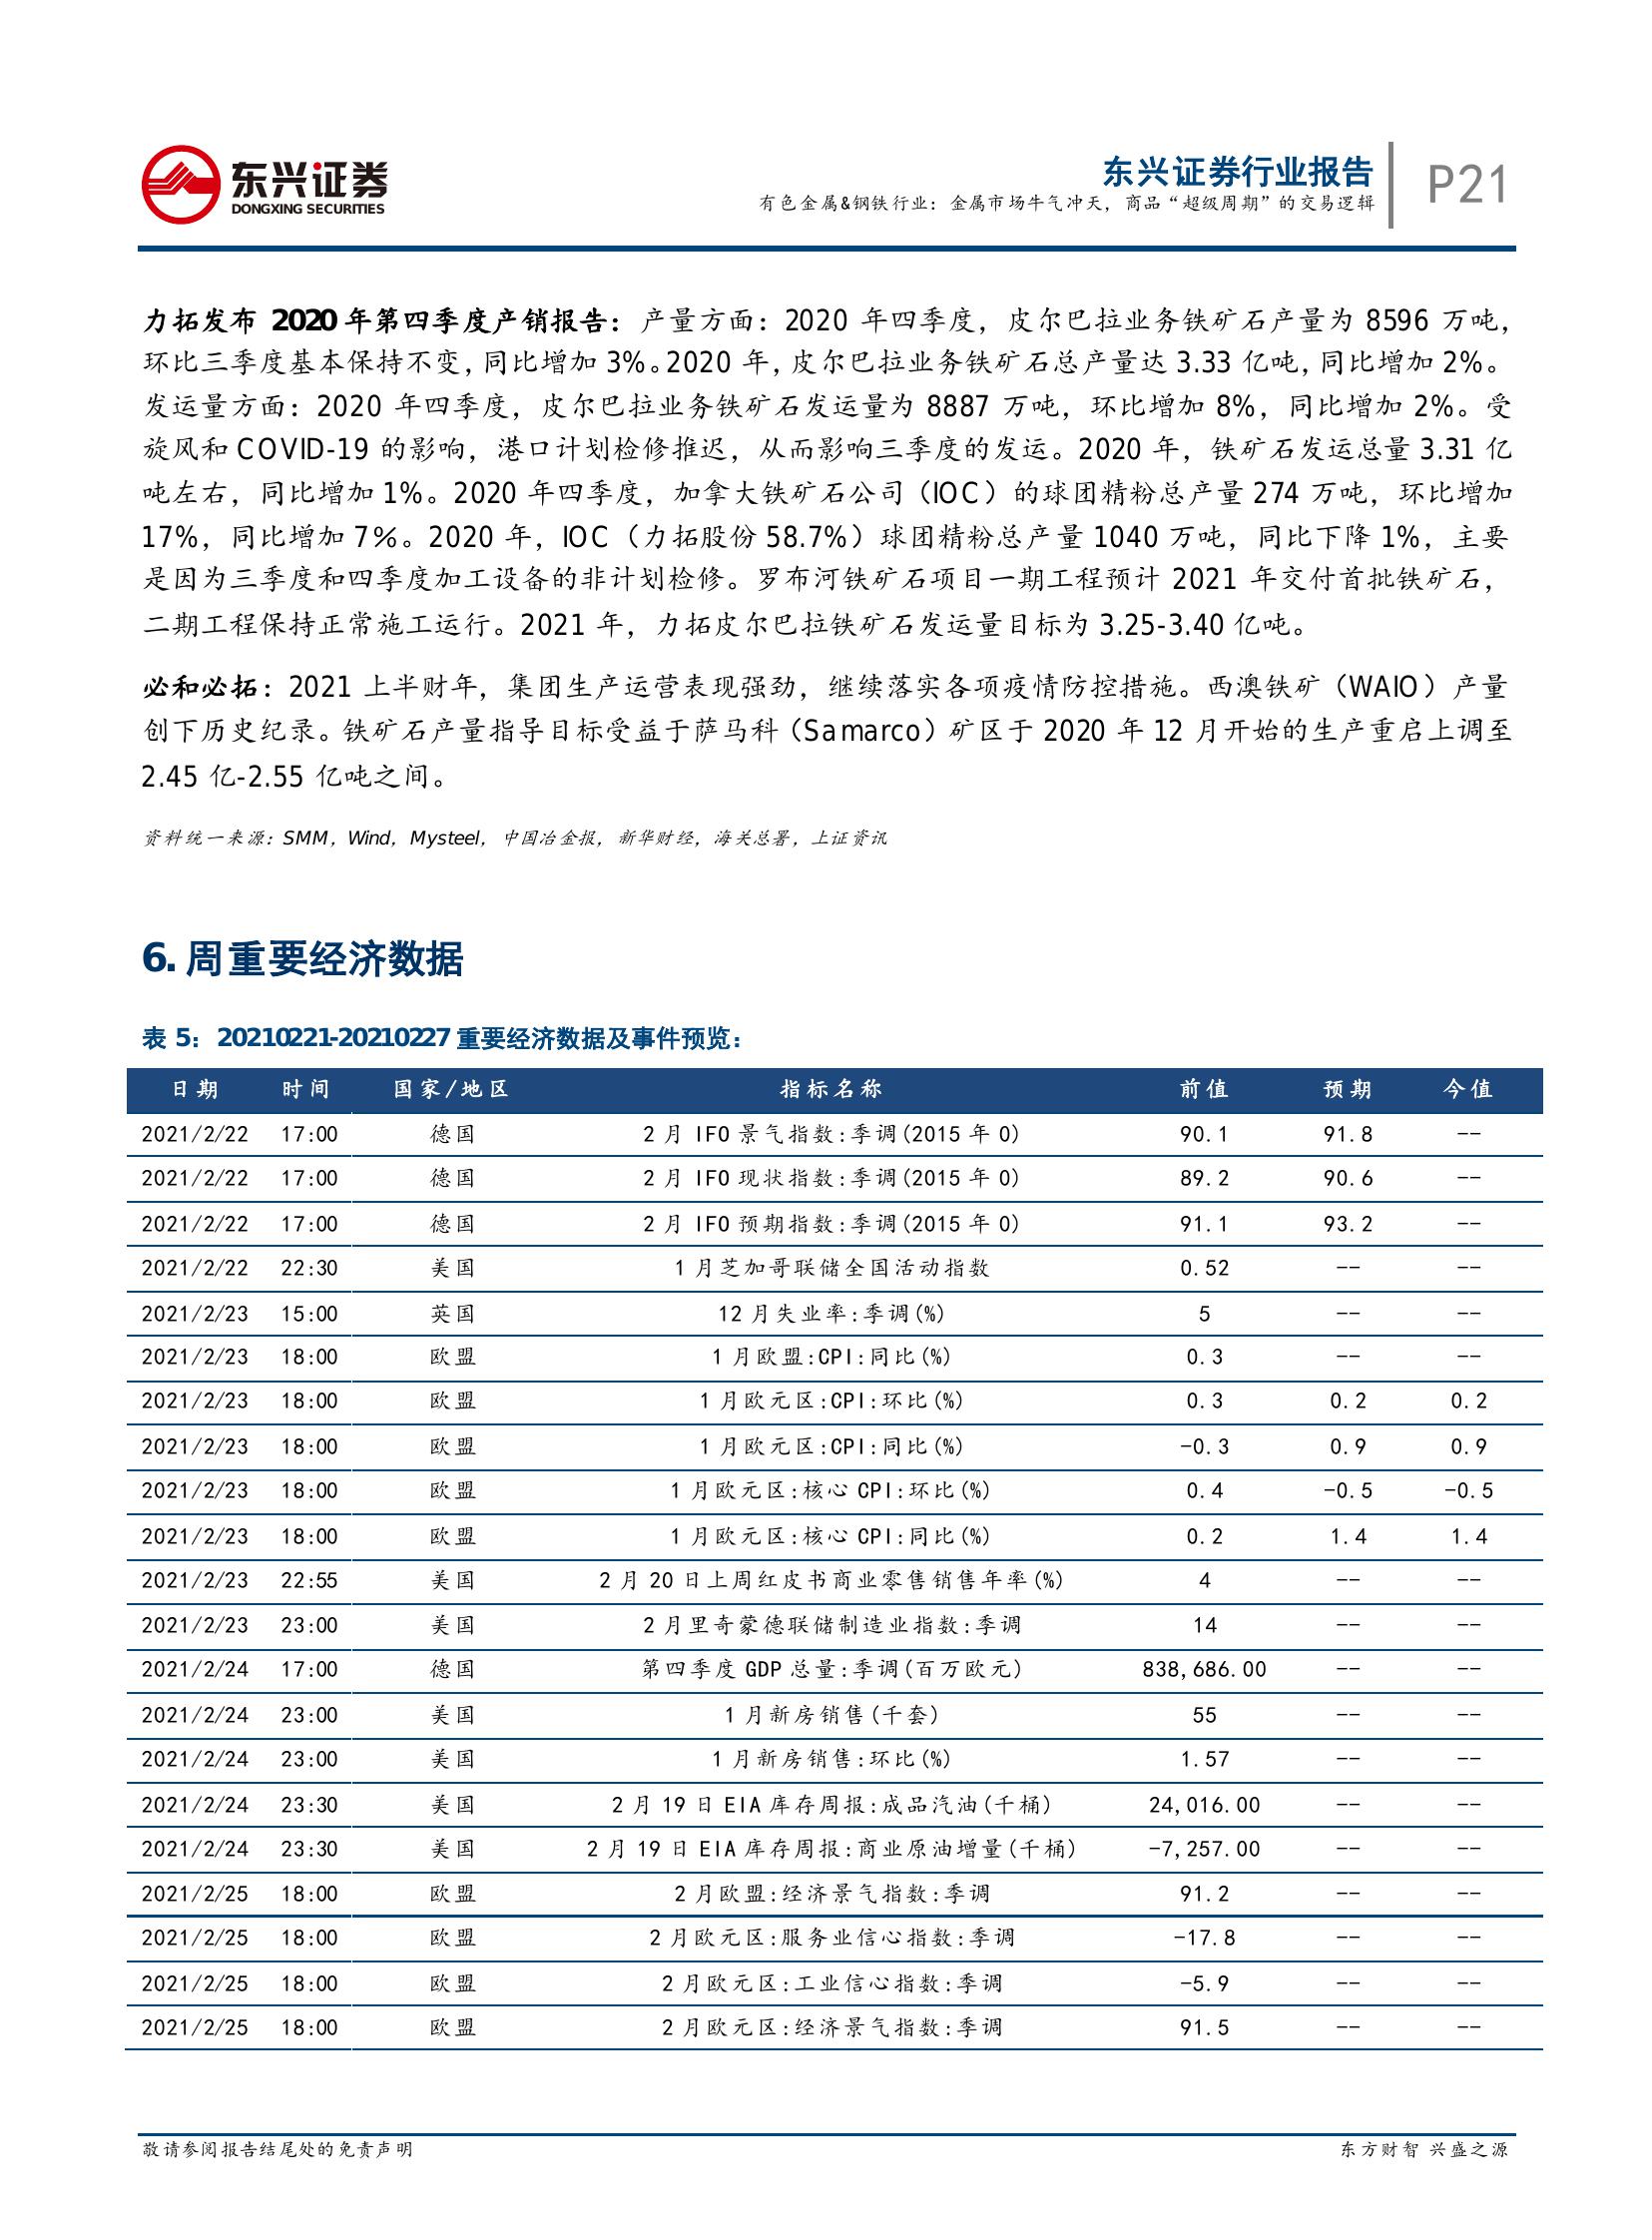 东兴证券
DONGXING SECURITIES
东兴证券行业报告
有色金属&钢铁行业：金属市场牛气冲天，商品“超级周期”的交易逻辑
P21
力拓发布 2020 年第四季度产销报告：产量方面：2020 年四季度，皮尔巴拉业务铁矿石产量为 8596 万吨，
环比三季度基本保持不变，同比增加 3%。2020 年，皮尔巴拉业务铁矿石总产量达 3.33 亿吨，同比增加 2%。
发运量方面：2020 年四季度，皮尔巴拉业务铁矿石发运量为 8887 万吨，环比增加 8%，同比增加 2%。受
旋风和 COVID-19 的影响，港口计划检修推迟，从而影响三季度的发运。2020 年，铁矿石发运总量 3.31 亿
吨左右，同比增加 1%。2020 年四季度，加拿大铁矿石公司（IOC）的球团精粉总产量 274 万吨，环比增加
17%，同比增加 7%。2020 年，IOC（力拓股份 58.7%）球团精粉总产量 1040 万吨，同比下降 1%，主要
是因为三季度和四季度加工设备的非计划检修。罗布河铁矿石项目一期工程预计 2021 年交付首批铁矿石，
二期工程保持正常施工运行。2021 年，力拓皮尔巴拉铁矿石发运量目标为 3.25-3.40 亿吨。
必和必拓：2021 上半财年，集团生产运营表现强劲，继续落实各项疫情防控措施。西澳铁矿（WAIO）产量
创下历史纪录。铁矿石产量指导目标受益于萨马科（Samarco）矿区于 2020 年 12 月开始的生产重启上调至
2.45 亿-2.55 亿吨之间。
资料统一来源：SMM，Wind，Mysteel，中国冶金报，新华财经，海关总署，上证资讯
6. 周重要经济数据
表 5：20210221-20210227 重要经济数据及事件预览：
日期 时间 国家/地区 指标名称 前值 预期 今值
2021/2/22 17:00 德国 2 月 IFO 景气指数:季调(2015 年 0) 90.1 91.8 --
2021/2/22 17:00 德国 2 月 IFO 现状指数:季调(2015 年 0) 89.2 90.6 --
2021/2/22 17:00 德国 2 月 IFO 预期指数:季调(2015 年 0) 91.1 93.2 --
2021/2/22 22:30 美国 1 月芝加哥联储全国活动指数 0.52 -- --
2021/2/23 15:00 英国 12 月失业率:季调(%) 5 -- --
2021/2/23 18:00 欧盟 1 月欧盟:CPI:同比(%) 0.3 -- --
2021/2/23 18:00 欧盟 1 月欧元区:CPI:环比(%) 0.3 0.2 0.2
2021/2/23 18:00 欧盟 1 月欧元区:CPI:同比(%) -0.3 0.9 0.9
2021/2/23 18:00 欧盟 1 月欧元区:核心 CPI:环比(%) 0.4 -0.5 -0.5
2021/2/23 18:00 欧盟 1 月欧元区:核心 CPI:同比(%) 0.2 1.4 1.4
2021/2/23 22:55 美国 2 月 20 日上周红皮书商业零售销售年率(%) 4 -- --
2021/2/23 23:00 美国 2 月里奇蒙德联储制造业指数:季调 14 -- --
2021/2/24 17:00 德国 第四季度 GDP 总量:季调(百万欧元) 838,686.00 -- --
2021/2/24 23:00 美国 1 月新房销售(千套) 55 -- --
2021/2/24 23:00 美国 1 月新房销售:环比(%) 1.57 -- --
2021/2/24 23:30 美国 2 月 19 日 EIA 库存周报:成品汽油(千桶) 24,016.00 -- --
2021/2/24 23:30 美国 2 月 19 日 EIA 库存周报:商业原油增量(千桶) -7,257.00 -- --
2021/2/25 18:00 欧盟 2 月欧盟:经济景气指数:季调 91.2 -- --
2021/2/25 18:00 欧盟 2 月欧元区:服务业信心指数:季调 -17.8 -- --
2021/2/25 18:00 欧盟 2 月欧元区:工业信心指数:季调 -5.9 -- --
2021/2/25 18:00 欧盟 2 月欧元区:经济景气指数:季调 91.5 -- --
敬请参阅报告结尾处的免责声明
东方财智 兴盛之源